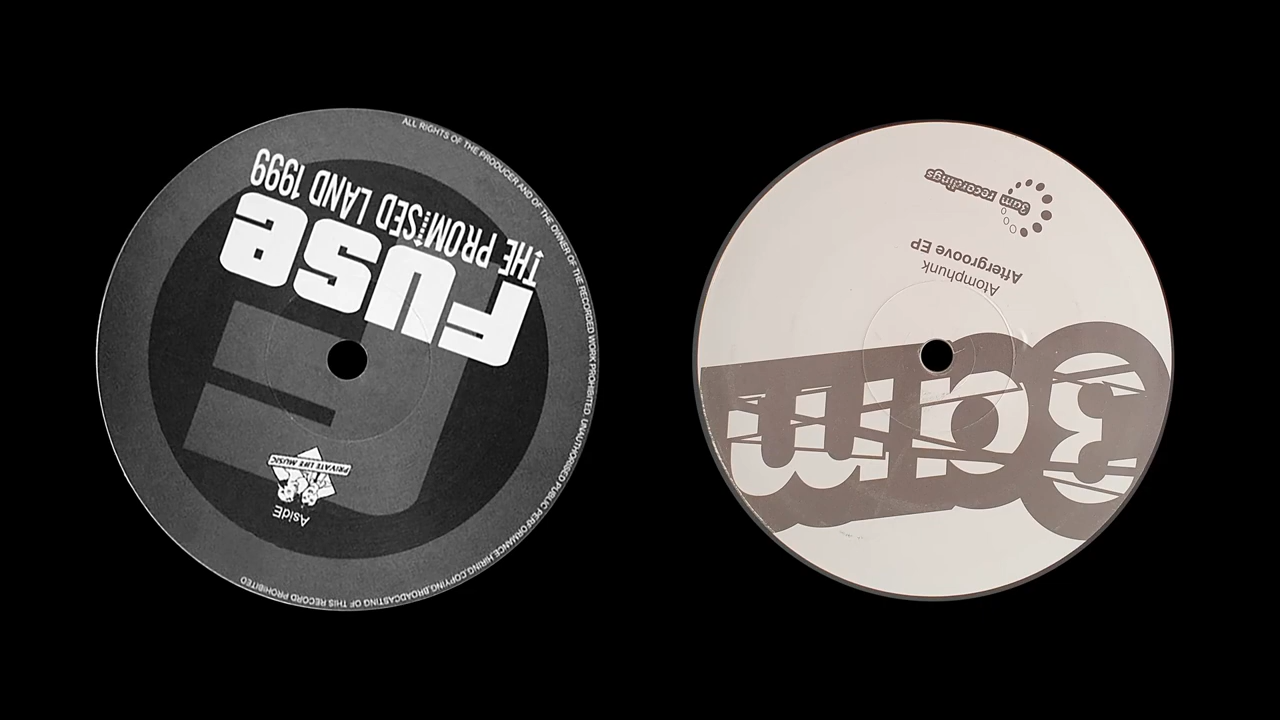 AsidE
PRIVATE LIFE MUSIC
fuse
THE PROMISED LAND 1999
ALL RIGHTS OF THE PRODUCER AND OF THE OWNER OF THE RECORDED WORK PROHIBITED. UNAUTHORISED PUBLIC PERFORMANCE.HIRING.COPYING.BROADCASTING OF THIS RECORD PROHIBITED
3am
Atomphunk
Aftergroove EP
3am recordings